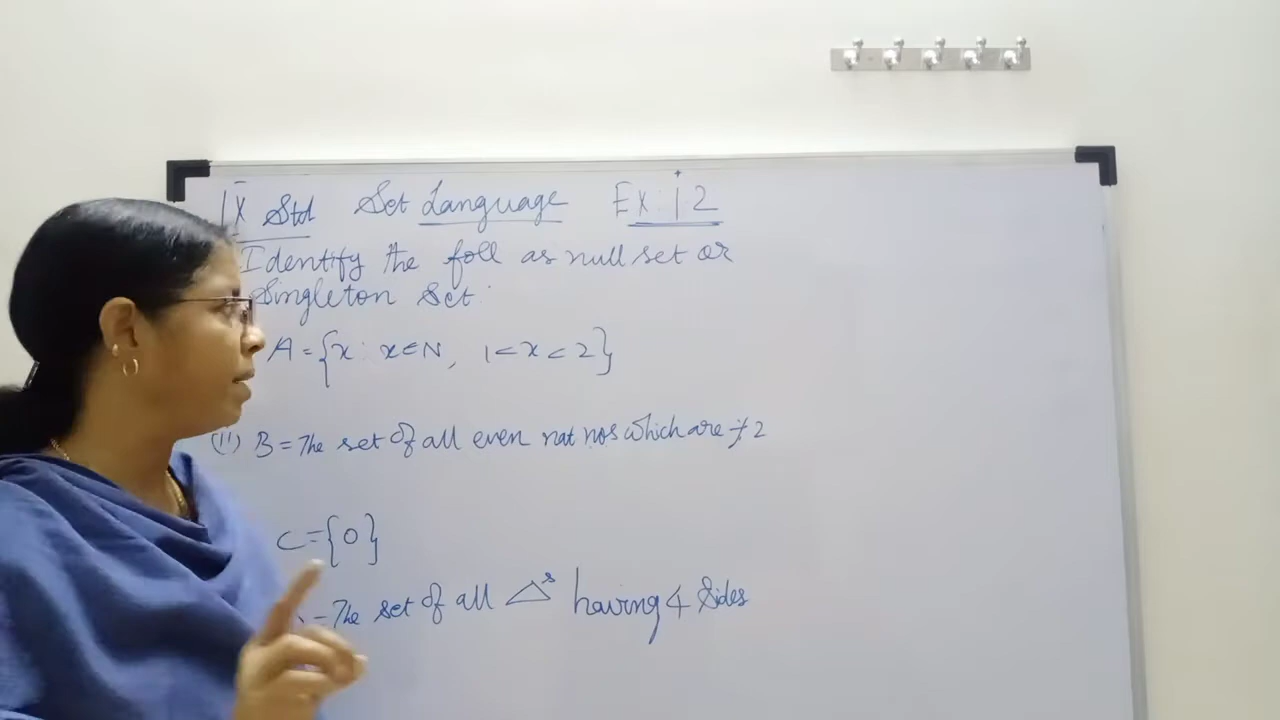 IX Std Set Language Ex: 1.2
Identify the foll as null set or
Singleton set:
A = {x : x ∈ N, 1 < x < 2}
(ii) B = The set of all even nat nos which are ÷ 2
C = {0}
- The set of all △s having 4 sides